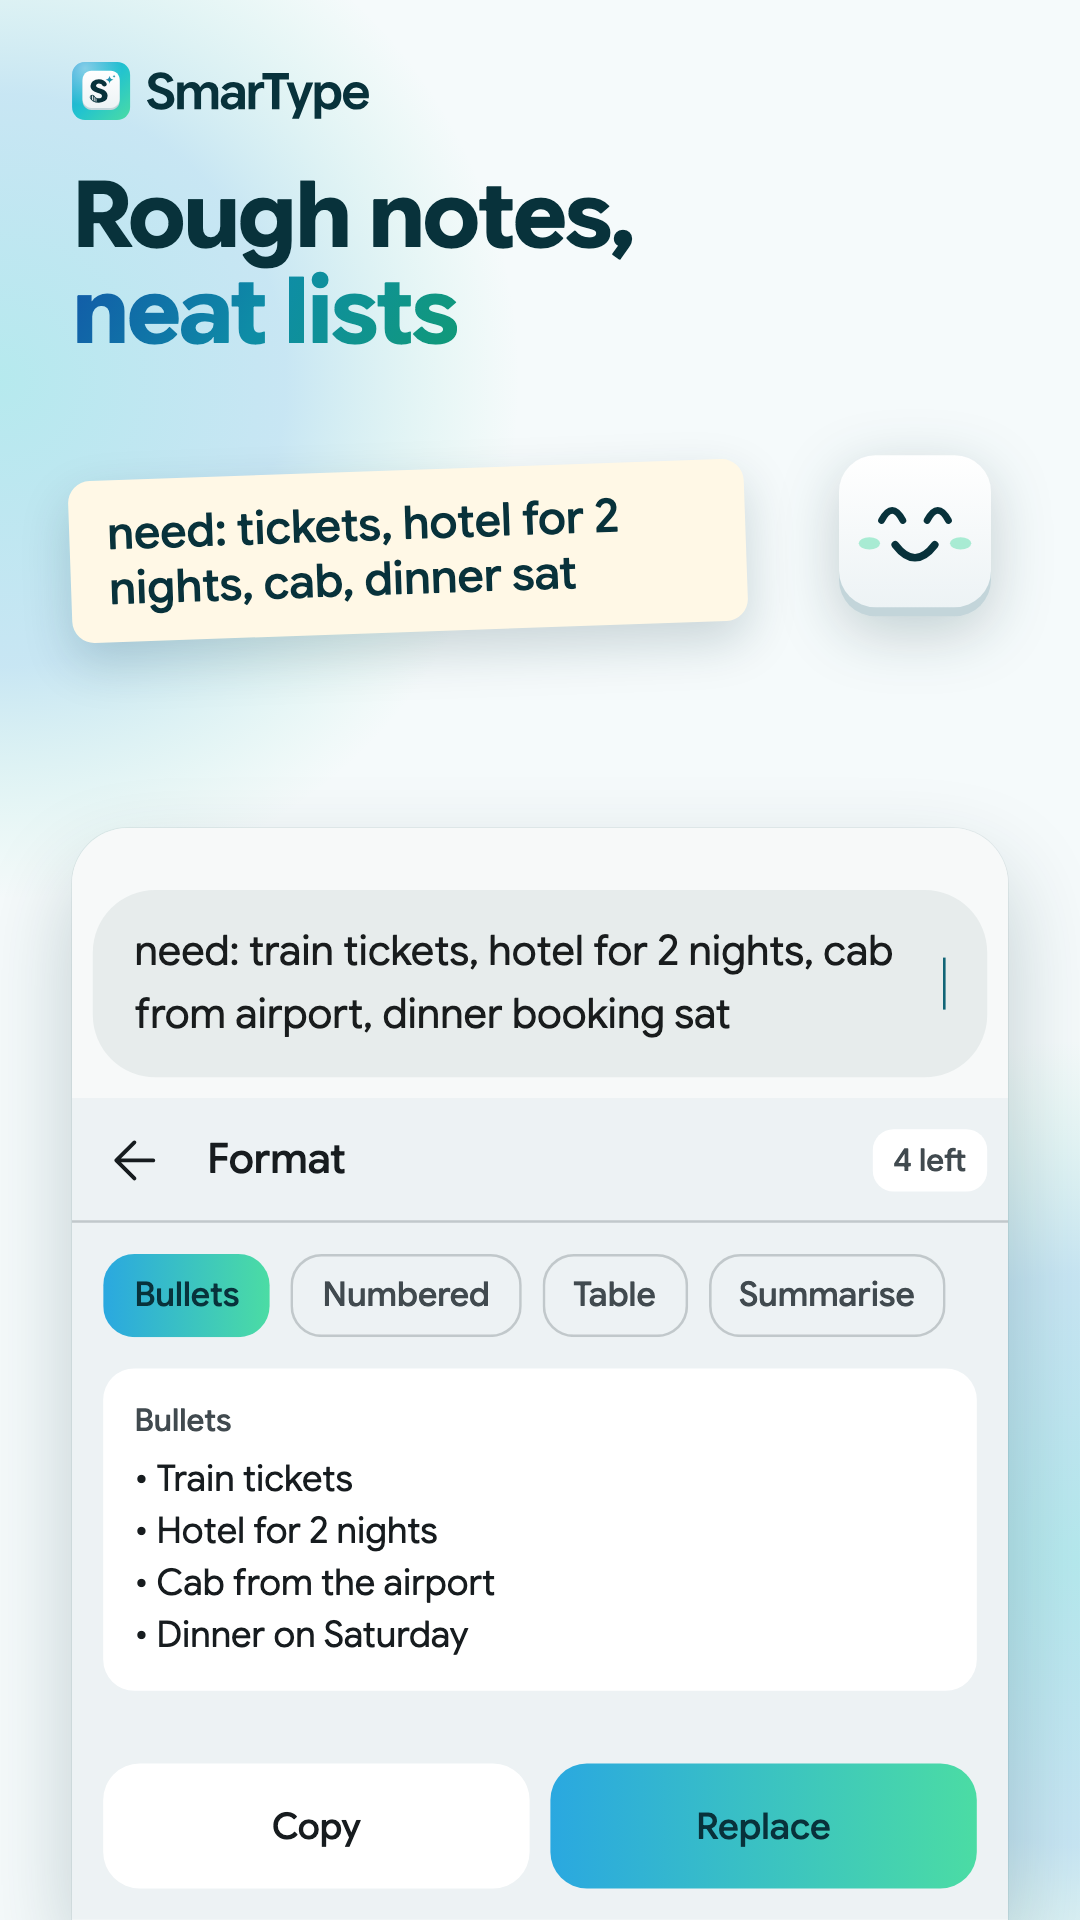 S
SmarType
Rough notes,
neat lists
need: tickets, hotel for 2
nights, cab, dinner sat
need: train tickets, hotel for 2 nights, cab
from airport, dinner booking sat
Format
4 left
Bullets
Numbered
Table
Summarise
Bullets
• Train tickets
• Hotel for 2 nights
• Cab from the airport
• Dinner on Saturday
Copy
Replace